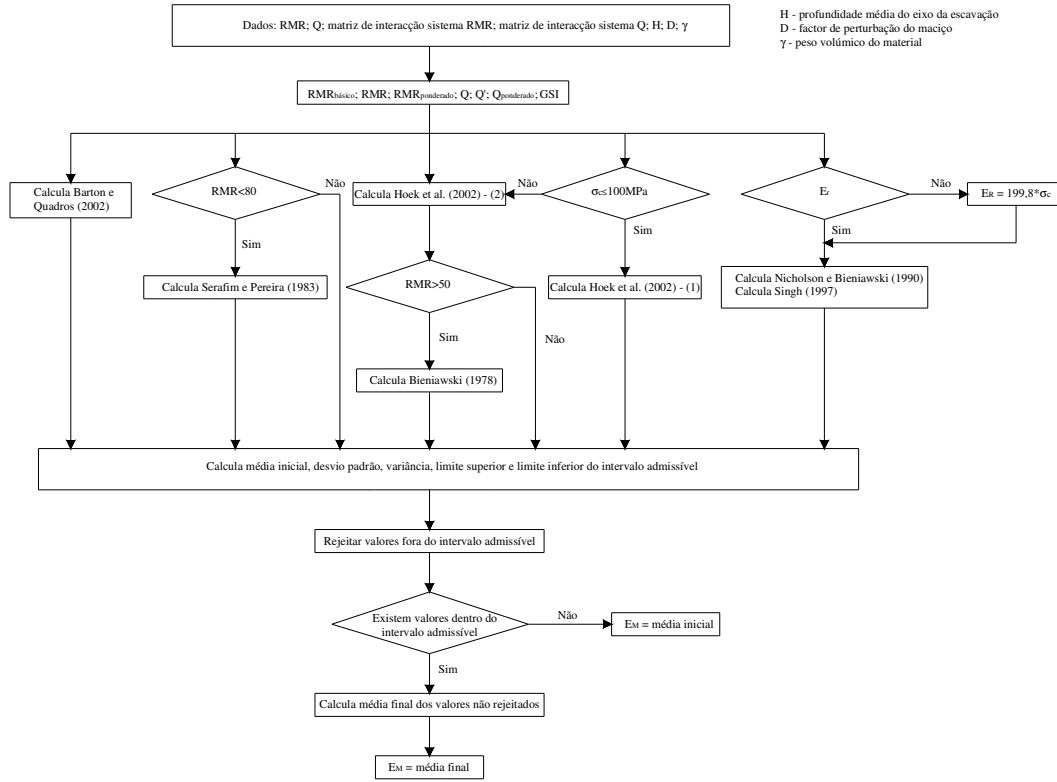 Dados: RMR; Q; matriz de interacção sistema RMR; matriz de interacção sistema Q; H; D; γ
H - profundidade média do eixo da escavação
D - factor de perturbação do maciço
γ - peso volúmico do material
RMRbásico; RMR; RMRponderado; Q; Q'; Qponderado; GSI
Calcula Barton e
Quadros (2002)
RMR<80
Não
Calcula Hoek et al. (2002) - (2)
Não
σc≤100MPa
Er
Não
ER = 199,8*σc
Sim
Sim
Sim
Calcula Serafim e Pereira (1983)
RMR>50
Calcula Hoek et al. (2002) - (1)
Calcula Nicholson e Bieniawski (1990)
Calcula Singh (1997)
Sim
Não
Calcula Bieniawski (1978)
Calcula média inicial, desvio padrão, variância, limite superior e limite inferior do intervalo admissível
Rejeitar valores fora do intervalo admissível
Existem valores dentro do
intervalo admissível
Não
EM = média inicial
Sim
Calcula média final dos valores não rejeitados
EM = média final